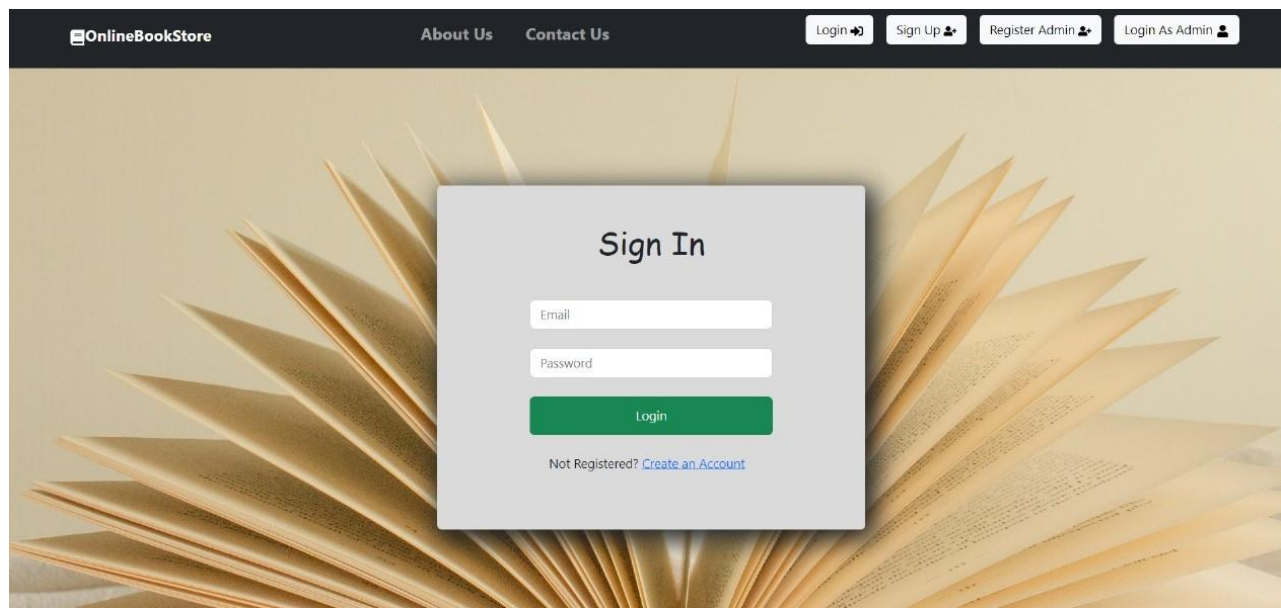 OnlineBookStore About Us Contact Us Login Sign Up Register Admin Login As Admin
Sign In
Email
Password
Login
Not Registered? Create an Account